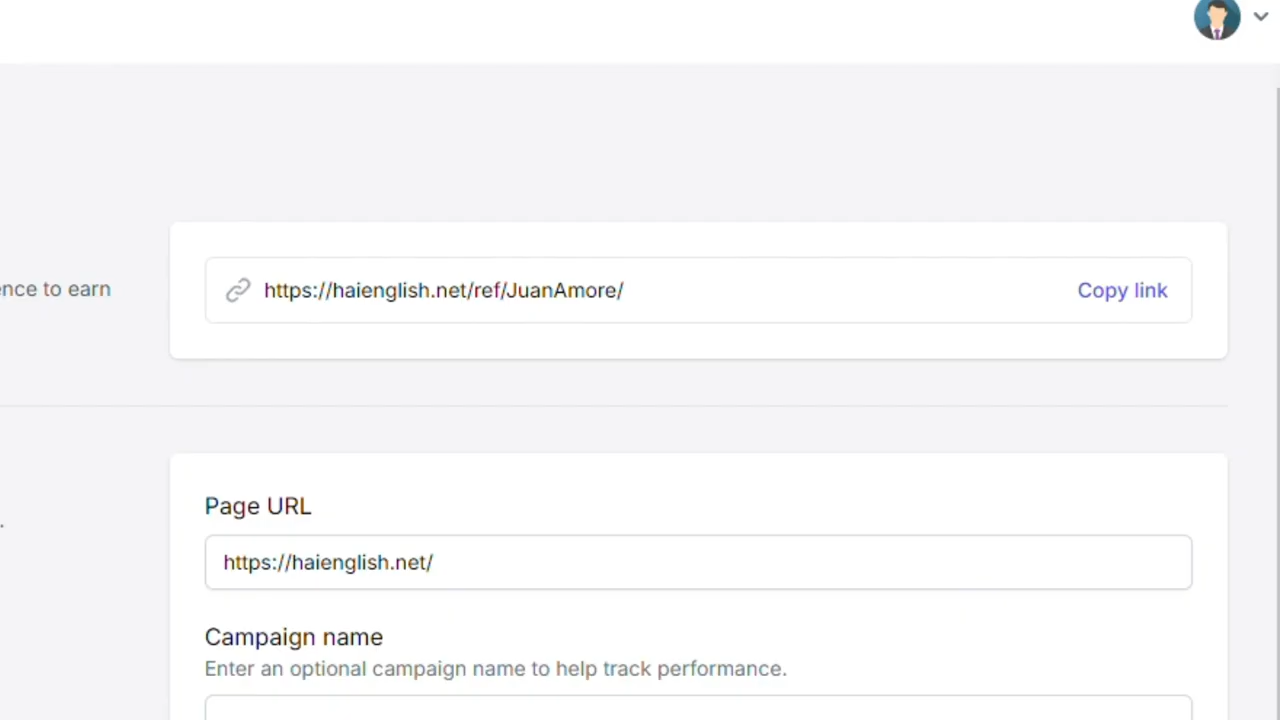 ence to earn
https://haienglish.net/ref/JuanAmore/
Copy link
.
Page URL
https://haienglish.net/
Campaign name
Enter an optional campaign name to help track performance.